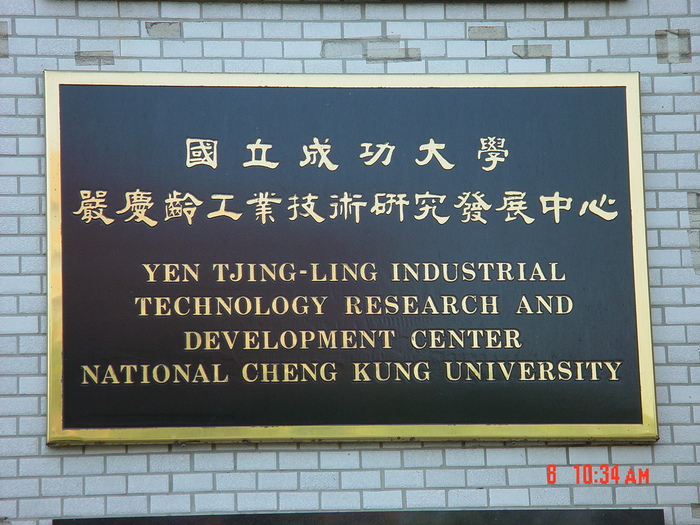 國立成功大學
嚴慶齡工業技術研究發展中心
YEN TJING-LING INDUSTRIAL
TECHNOLOGY RESEARCH AND
DEVELOPMENT CENTER
NATIONAL CHENG KUNG UNIVERSITY
6 10:34 AM